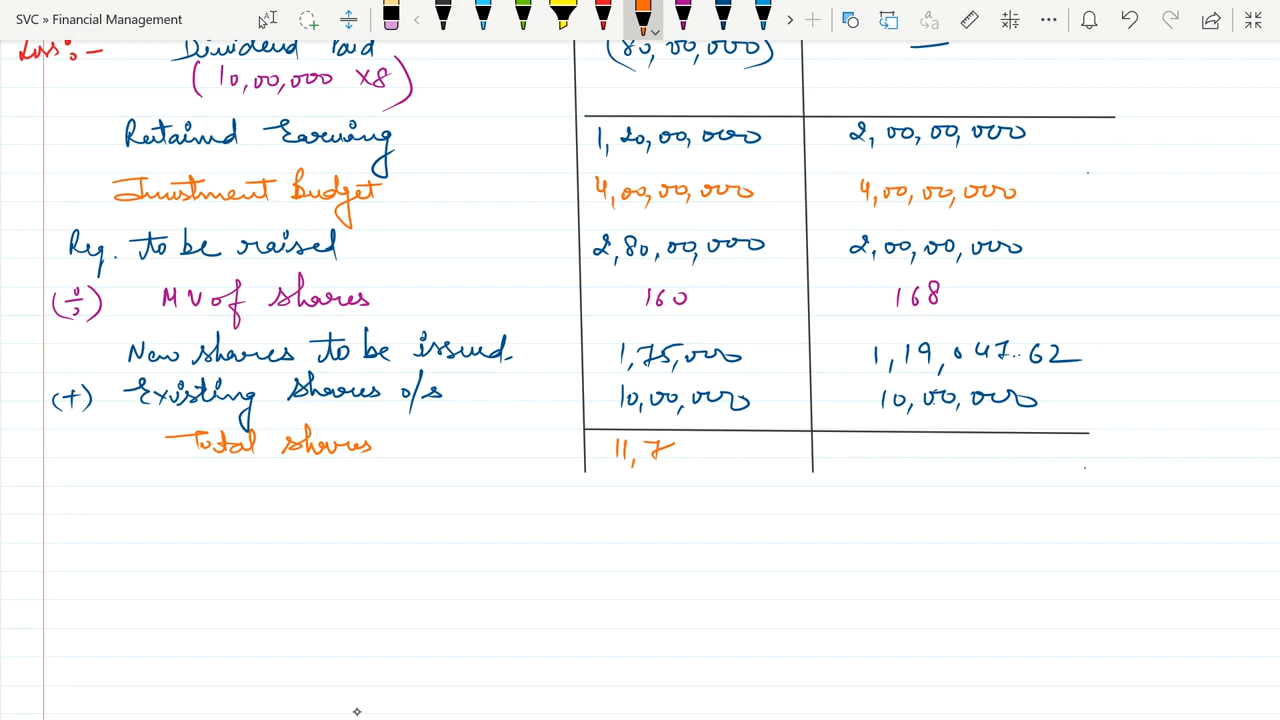 SVC » Financial Management
Less:- Dividend Paid (80,00,000) —
(10,00,000 x8)
Retained Earning 1,20,00,000 2,00,00,000
Investment Budget 4,00,00,000 4,00,00,000
Req. to be raised 2,80,00,000 2,00,00,000
(÷) MV of shares 160 168
New shares to be issued. 1,75,000 1,19,047.62
(+) Existing shares o/s 10,00,000 10,00,000
Total shares 11,7